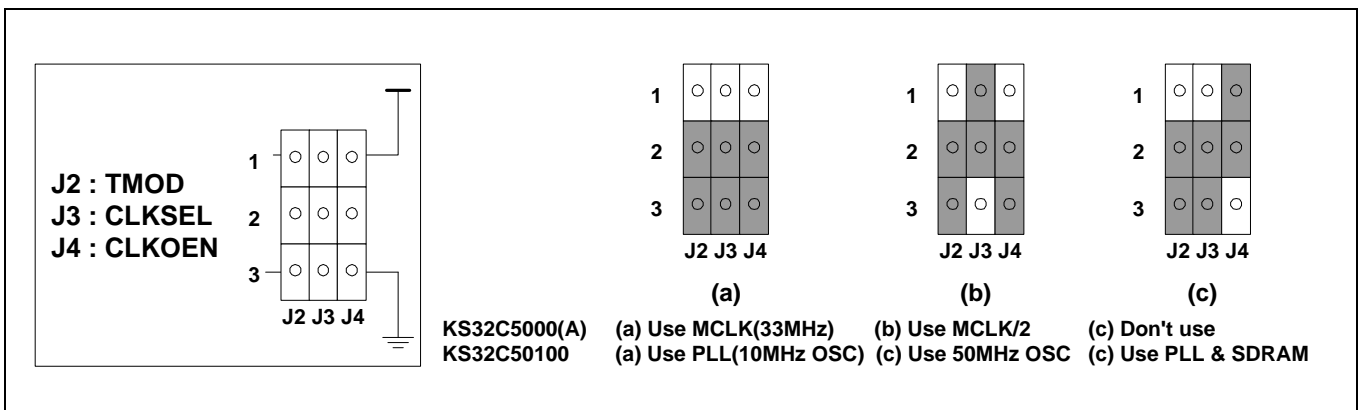 J2 : TMOD
J3 : CLKSEL
J4 : CLKOEN
1
2
3
J2 J3 J4
1
2
3
J2 J3 J4
(a)
1
2
3
J2 J3 J4
(b)
1
2
3
J2 J3 J4
(c)
KS32C5000(A) (a) Use MCLK(33MHz) (b) Use MCLK/2 (c) Don't use
KS32C50100 (a) Use PLL(10MHz OSC) (c) Use 50MHz OSC (c) Use PLL & SDRAM